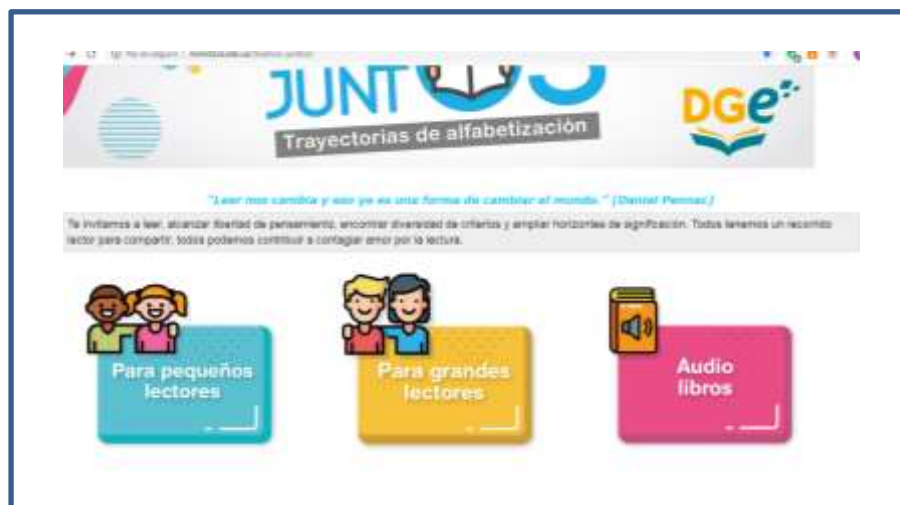 JUNTOS
Trayectorias de alfabetización
DGe
"Leer nos cambia y eso ya es una forma de cambiar el mundo." (Daniel Pennac)
Te invitamos a leer, alcanzar libertad de pensamiento, encontrar diversidad de criterios y ampliar horizontes de significación. Todos tenemos un recorrido
lector para compartir, todos podemos contribuir a contagiar amor por la lectura.
Para pequeños
lectores
Para grandes
lectores
Audio
libros